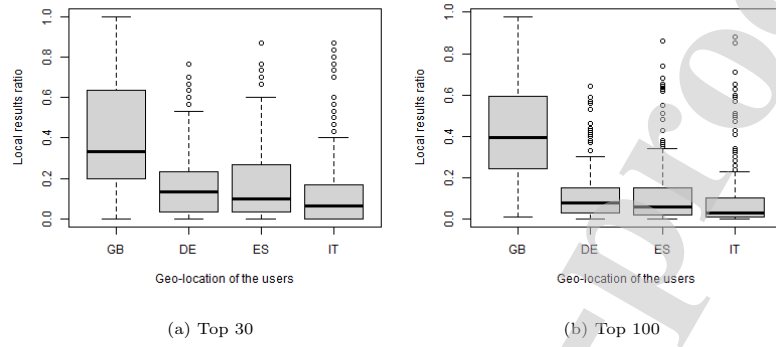 Local results ratio
1.0
0.8
0.6
0.4
0.2
0.0
GB DE ES IT
Geo-location of the users
(a) Top 30
Local results ratio
1.0
0.8
0.6
0.4
0.2
0.0
GB DE ES IT
Geo-location of the users
(b) Top 100